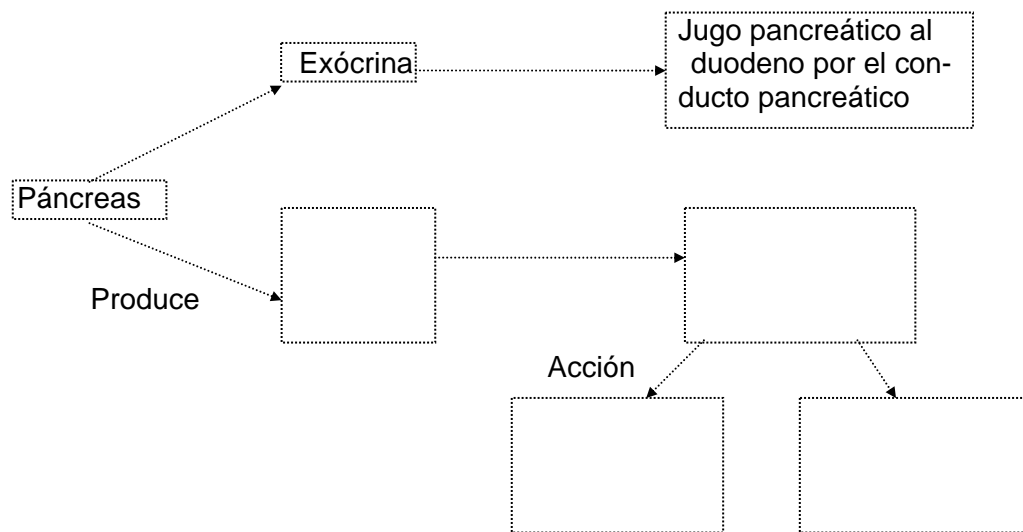 Exócrina
Jugo pancreático al
duodeno por el con-
ducto pancreático
Páncreas
Produce
Acción